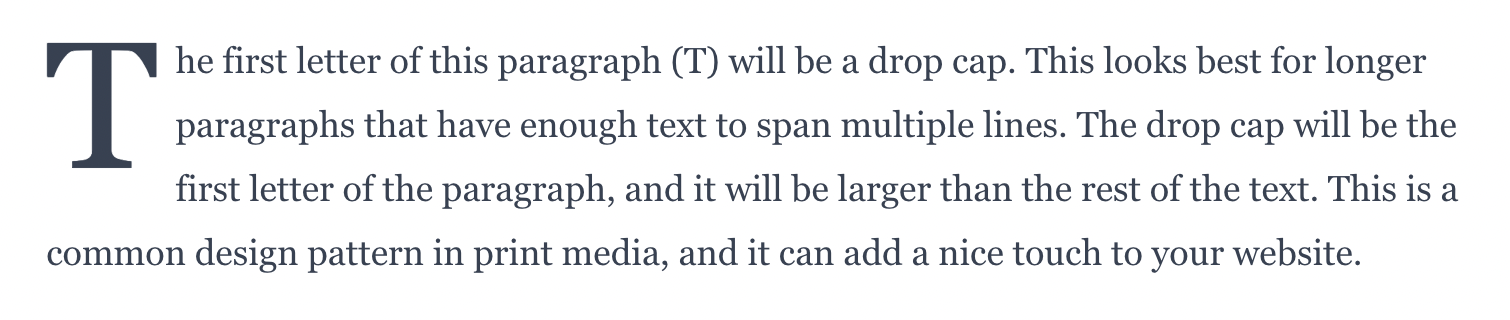 The first letter of this paragraph (T) will be a drop cap. This looks best for longer
paragraphs that have enough text to span multiple lines. The drop cap will be the
first letter of the paragraph, and it will be larger than the rest of the text. This is a
common design pattern in print media, and it can add a nice touch to your website.